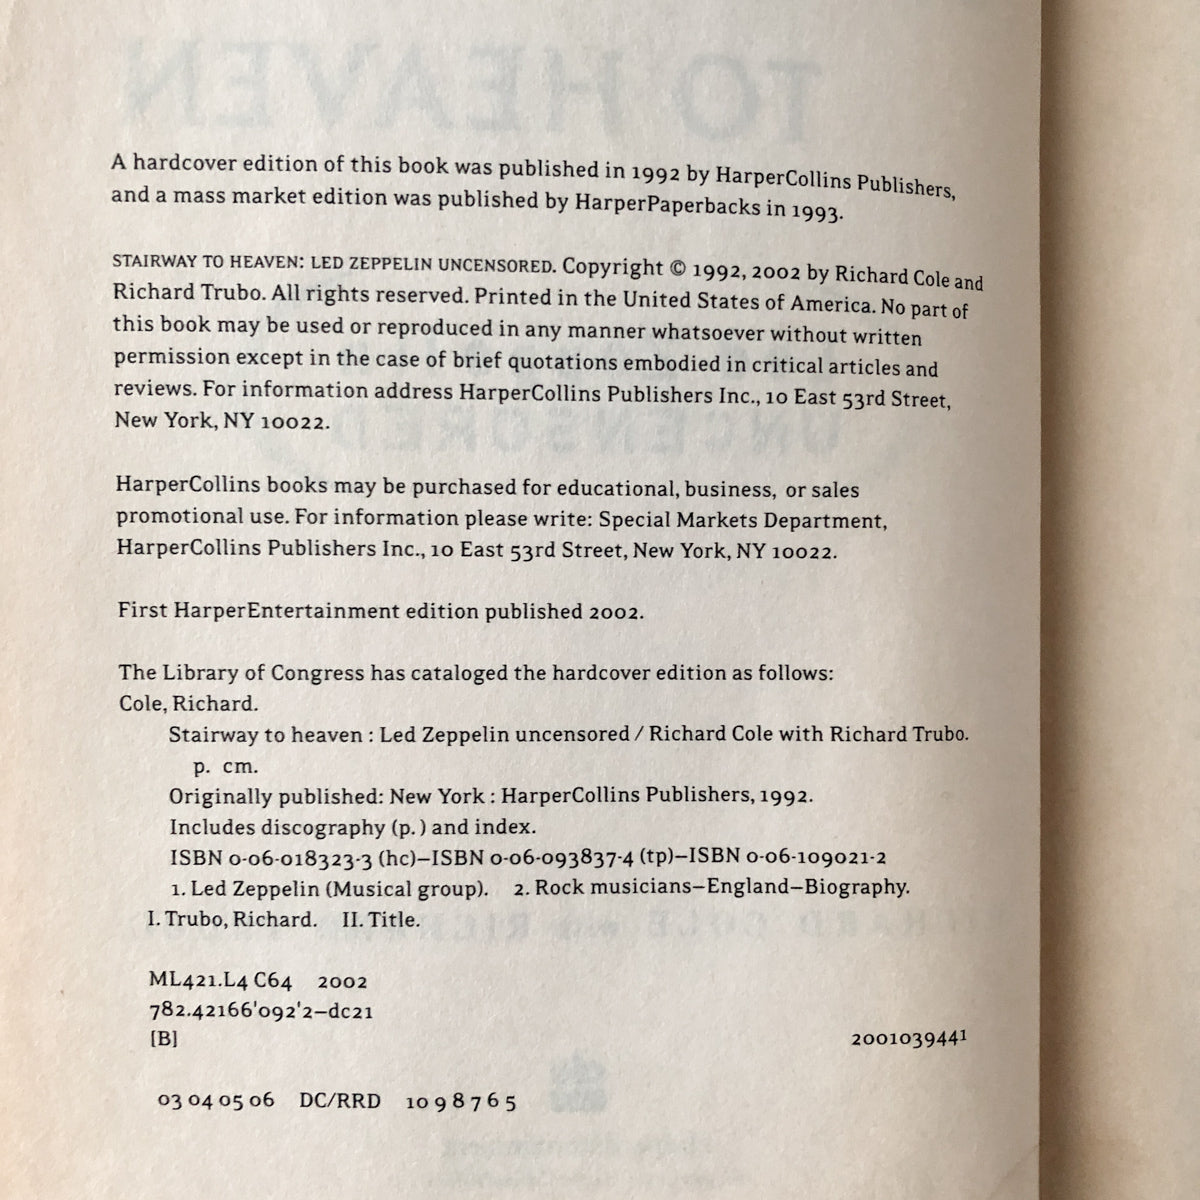 A hardcover edition of this book was published in 1992 by HarperCollins Publishers,
and a mass market edition was published by HarperPaperbacks in 1993.
STAIRWAY TO HEAVEN: LED ZEPPELIN UNCENSORED. Copyright © 1992, 2002 by Richard Cole and
Richard Trubo. All rights reserved. Printed in the United States of America. No part of
this book may be used or reproduced in any manner whatsoever without written
permission except in the case of brief quotations embodied in critical articles and
reviews. For information address HarperCollins Publishers Inc., 10 East 53rd Street,
New York, NY 10022.
HarperCollins books may be purchased for educational, business, or sales
promotional use. For information please write: Special Markets Department,
HarperCollins Publishers Inc., 10 East 53rd Street, New York, NY 10022.
First HarperEntertainment edition published 2002.
The Library of Congress has cataloged the hardcover edition as follows:
Cole, Richard.
Stairway to heaven : Led Zeppelin uncensored / Richard Cole with Richard Trubo.
p. cm.
Originally published: New York : HarperCollins Publishers, 1992.
Includes discography (p. ) and index.
ISBN 0-06-018323-3 (hc)—ISBN 0-06-093837-4 (tp)—ISBN 0-06-109021-2
1. Led Zeppelin (Musical group). 2. Rock musicians—England—Biography.
I. Trubo, Richard. II. Title.
ML421.L4 C64 2002
782.42166'092'2—dc21
[B]
2001039441
03 04 05 06 DC/RRD 10 9 8 7 6 5